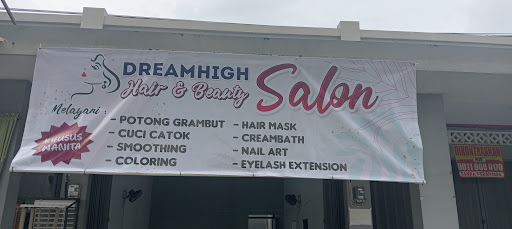 DREAMHIGH
Hair & Beauty Salon
Melayani :
- POTONG GRAMBUT
- CUCI CATOK
- SMOOTHING
- COLORING
- HAIR MASK
- CREAMBATH
- NAIL ART
- EYELASH EXTENSION
KHUSUS
WANITA